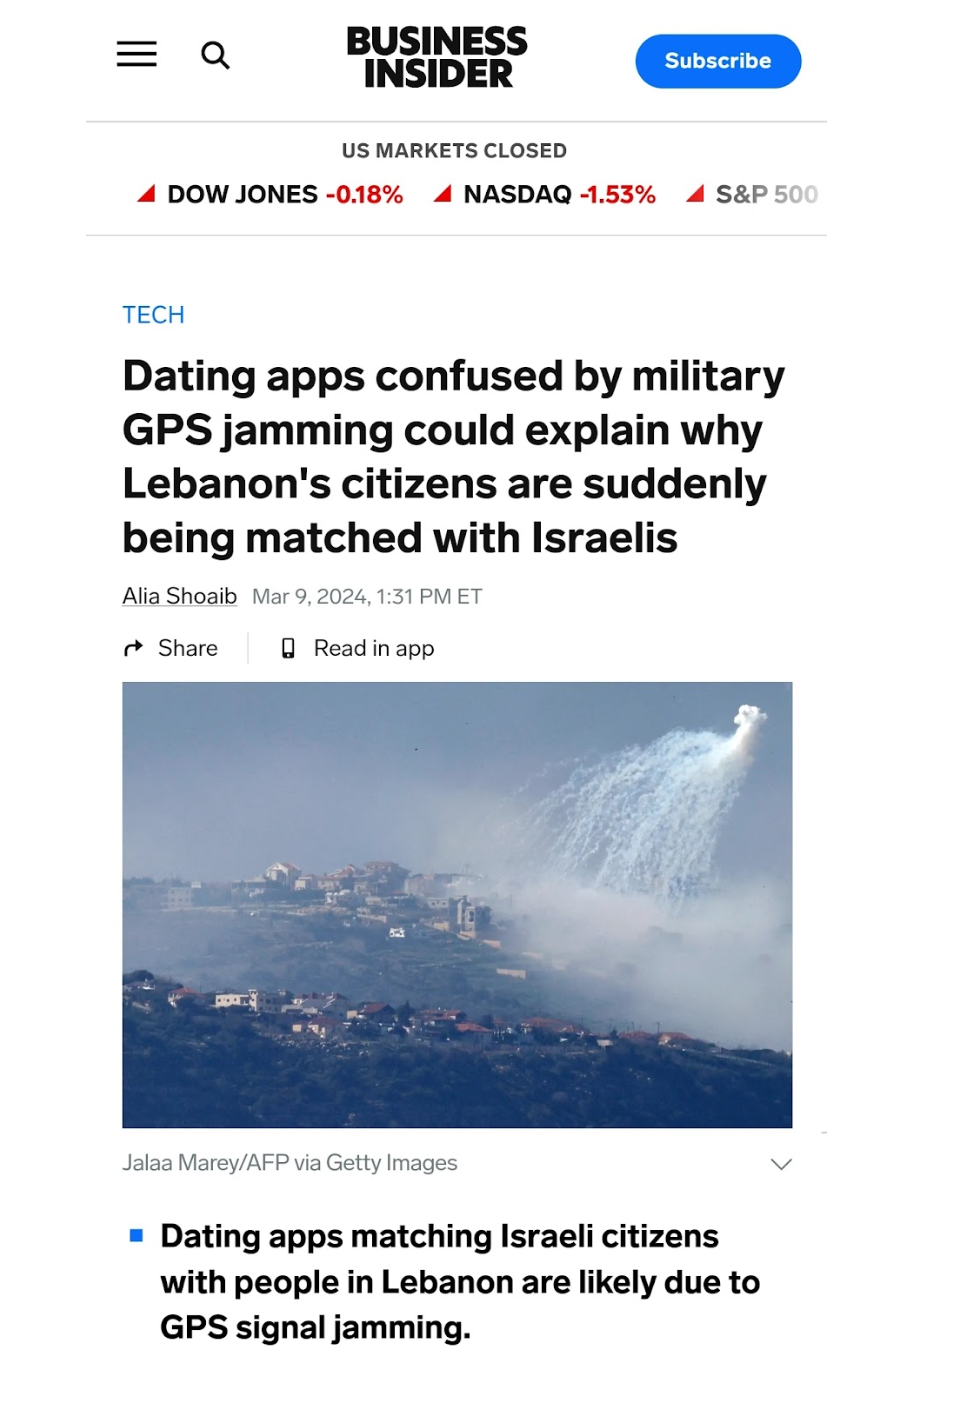 BUSINESS
INSIDER
Subscribe
US MARKETS CLOSED
DOW JONES -0.18% NASDAQ -1.53% S&P 500
TECH
Dating apps confused by military
GPS jamming could explain why
Lebanon's citizens are suddenly
being matched with Israelis
Alia Shoaib Mar 9, 2024, 1:31 PM ET
Share Read in app
Jalaa Marey/AFP via Getty Images
Dating apps matching Israeli citizens
with people in Lebanon are likely due to
GPS signal jamming.